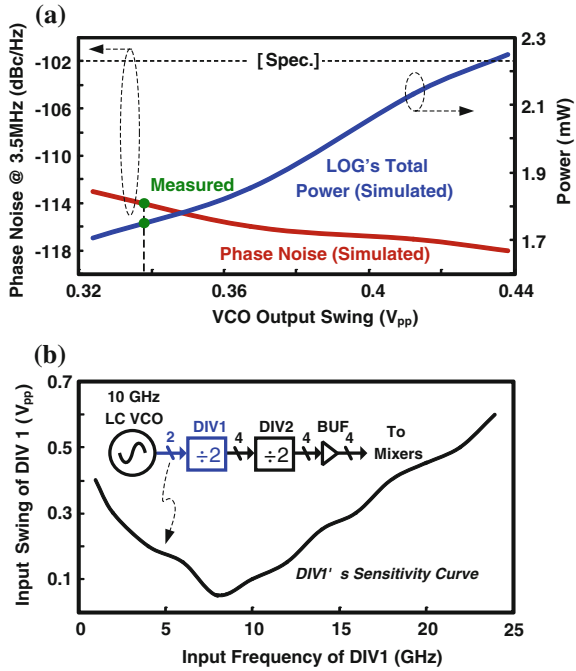 (a)
Phase Noise @ 3.5MHz (dBc/Hz)
-102
-106
-110
-114
-118
[ Spec.]
Measured
LOG's Total
Power (Simulated)
Phase Noise (Simulated)
2.3
2.2
2
1.9
1.8
1.7
Power (mW)
0.32
0.36
0.4
0.44
VCO Output Swing (Vpp)
(b)
Input Swing of DIV 1 (Vpp)
0.7
0.5
0.3
0.1
10 GHz
LC VCO
2
DIV1
÷2
4
DIV2
÷2
4
BUF
4
To
Mixers
DIV1' s Sensitivity Curve
0
5
10
15
20
25
Input Frequency of DIV1 (GHz)